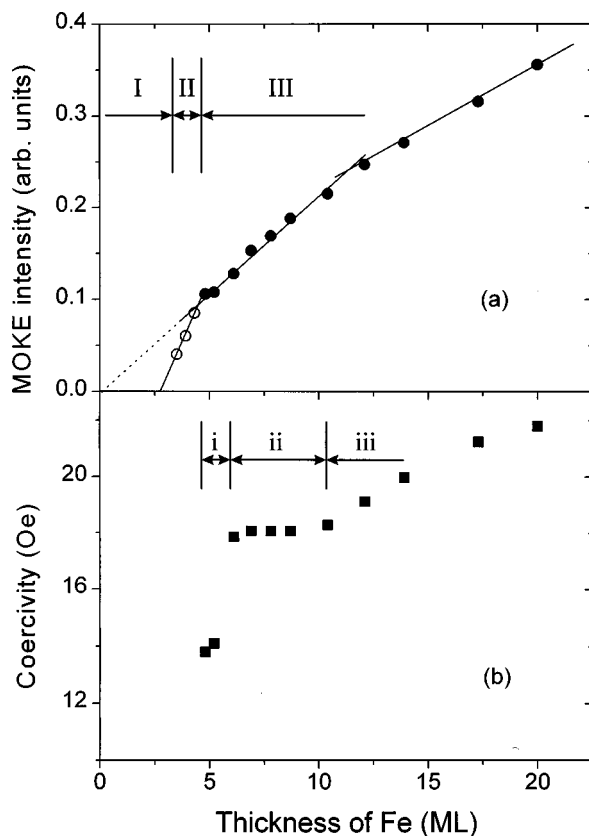 0.4
I II III
0.3
0.2
0.1
0.0
MOKE intensity (arb. units)
(a)
i ii iii
20
16
12
Coercivity (Oe)
(b)
0 5 10 15 20
Thickness of Fe (ML)